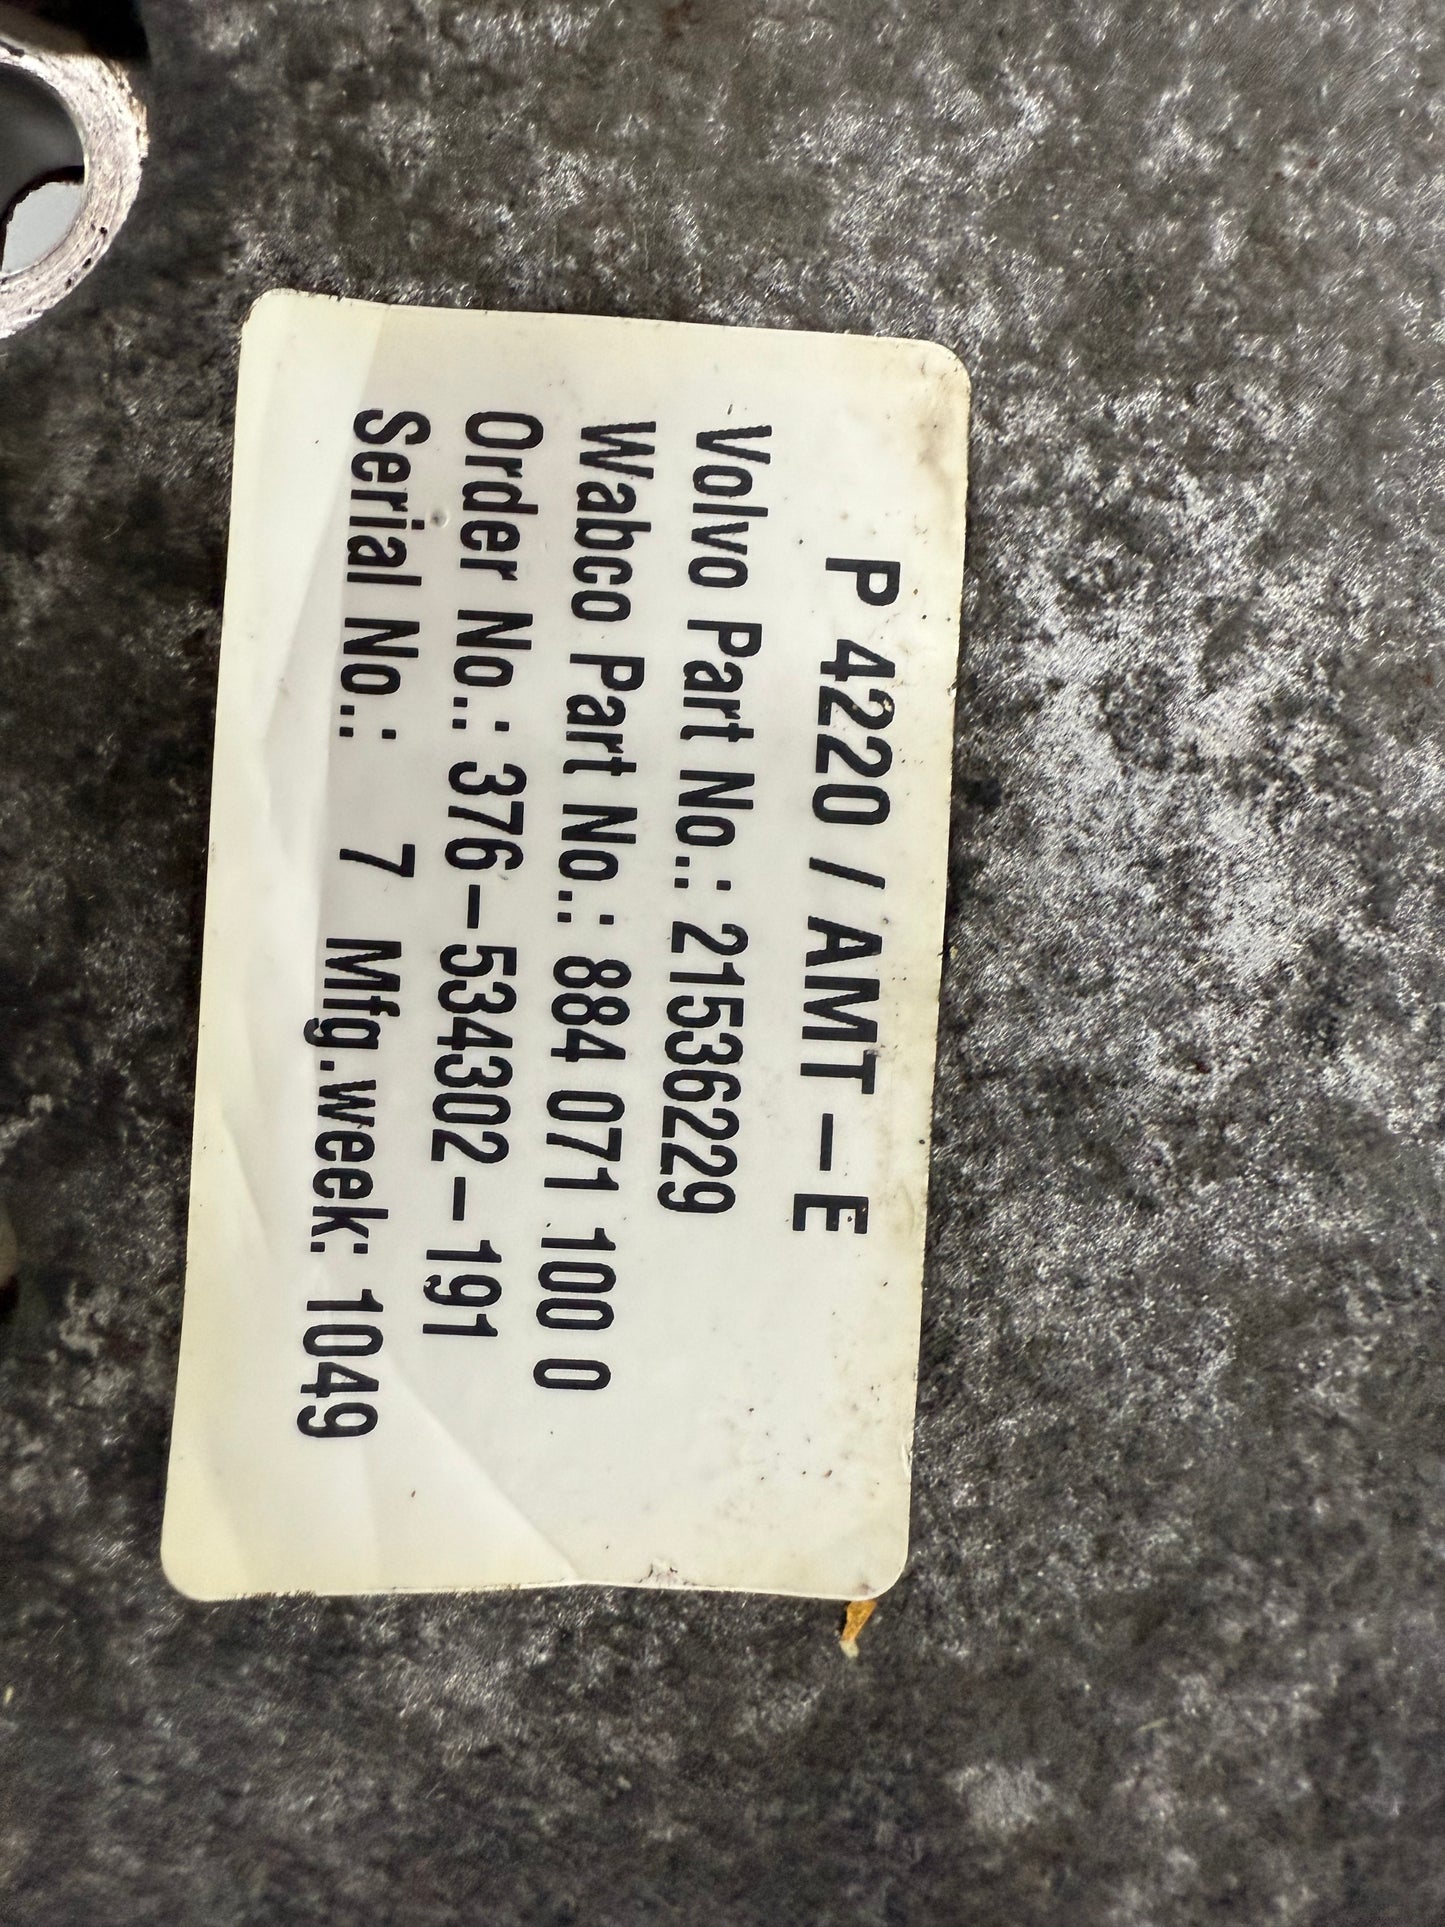 P 4220 / AMT-E
Volvo Part No.: 21536229
Wabco Part No.: 884 071 100 0
Order No.: 376-534302-191
Serial No.: 7 Mfg.week: 1049